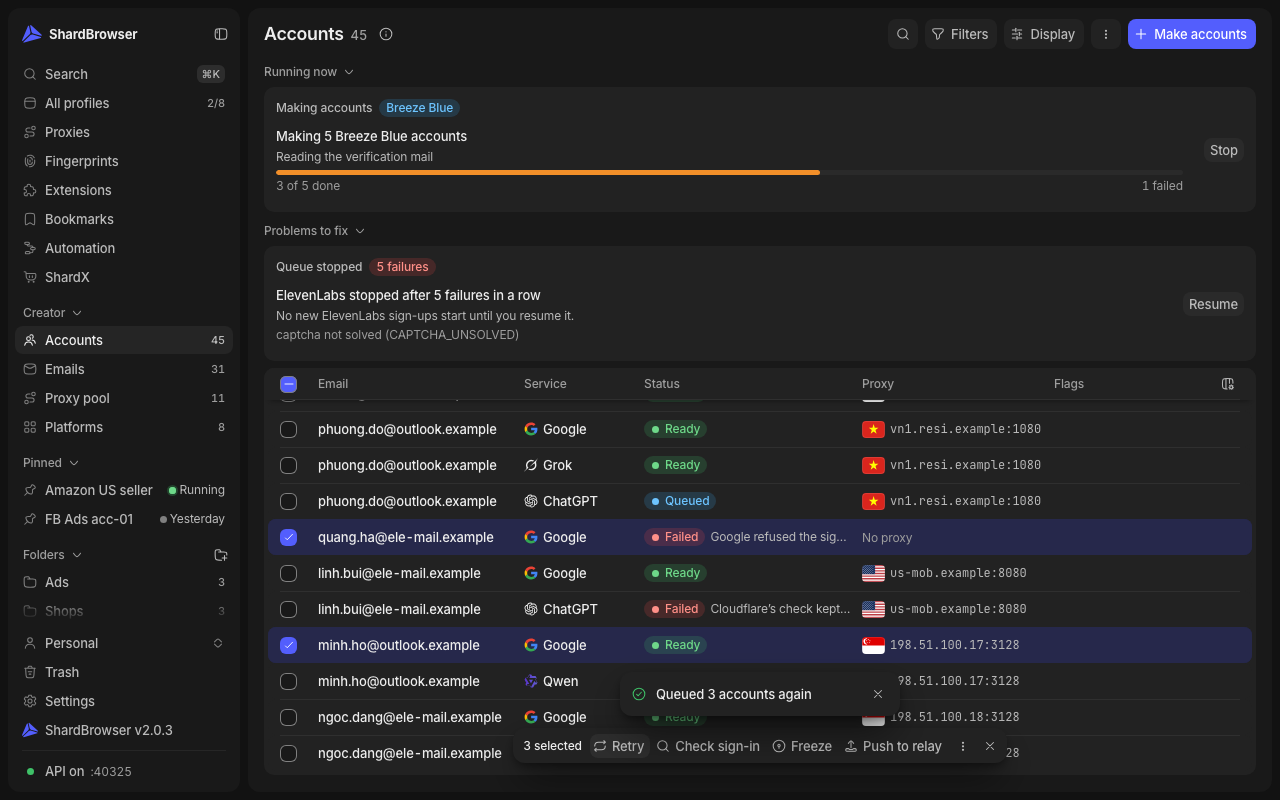 ShardBrowser
Search ⌘K
All profiles 2/8
Proxies
Fingerprints
Extensions
Bookmarks
Automation
ShardX
Creator
Accounts 45
Emails 31
Proxy pool 11
Platforms 8
Pinned
Amazon US seller Running
FB Ads acc-01 Yesterday
Folders
Ads 3
Shops 3
Personal
Trash
Settings
ShardBrowser v2.0.3
API on :40325
Accounts 45
Filters
Display
Make accounts
Running now
Making accounts Breeze Blue
Making 5 Breeze Blue accounts
Reading the verification mail
3 of 5 done 1 failed
Stop
Problems to fix
Queue stopped 5 failures
ElevenLabs stopped after 5 failures in a row
No new ElevenLabs sign-ups start until you resume it.
captcha not solved (CAPTCHA_UNSOLVED)
Resume
Email Service Status Proxy Flags
phuong.do@outlook.example Google Ready vn1.resi.example:1080
phuong.do@outlook.example Grok Ready vn1.resi.example:1080
phuong.do@outlook.example ChatGPT Queued vn1.resi.example:1080
quang.ha@ele-mail.example Google Failed Google refused the sig... No proxy
linh.bui@ele-mail.example Google Ready us-mob.example:8080
linh.bui@ele-mail.example ChatGPT Failed Cloudflare's check kept... us-mob.example:8080
minh.ho@outlook.example Google Ready 198.51.100.17:3128
minh.ho@outlook.example Qwen 198.51.100.17:3128
Queued 3 accounts again
ngoc.dang@ele-mail.example Google Ready 198.51.100.18:3128
ngoc.dang@ele-mail.example 28
3 selected Retry Check sign-in Freeze Push to relay